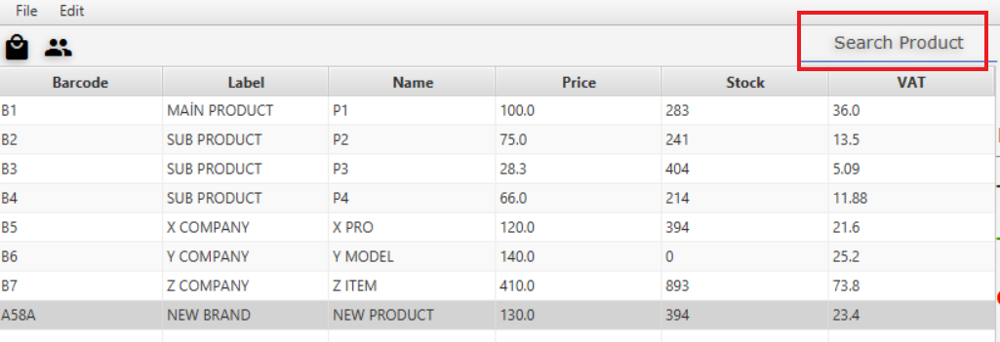 File Edit
Search Product
Barcode Label Name Price Stock VAT
B1 MAİN PRODUCT P1 100.0 283 36.0
B2 SUB PRODUCT P2 75.0 241 13.5
B3 SUB PRODUCT P3 28.3 404 5.09
B4 SUB PRODUCT P4 66.0 214 11.88
B5 X COMPANY X PRO 120.0 394 21.6
B6 Y COMPANY Y MODEL 140.0 0 25.2
B7 Z COMPANY Z ITEM 410.0 893 73.8
A58A NEW BRAND NEW PRODUCT 130.0 394 23.4